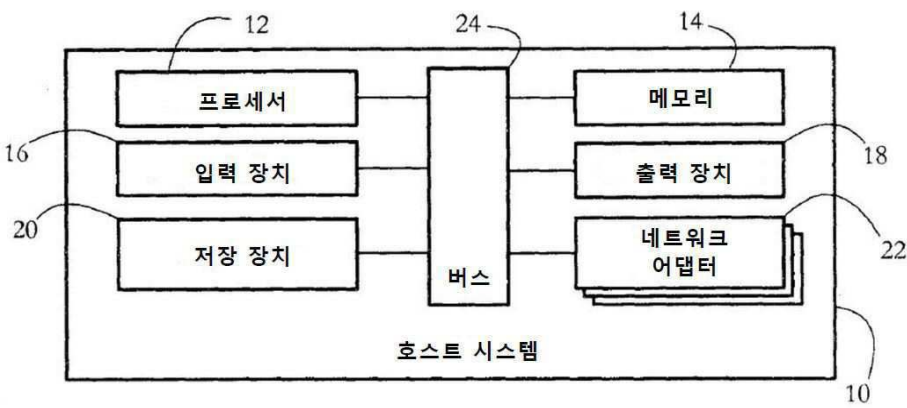 12
24
14
프로세서
메모리
16
입력 장치
출력 장치
18
20
저장 장치
버스
네트워크
어댑터
22
호스트 시스템
10